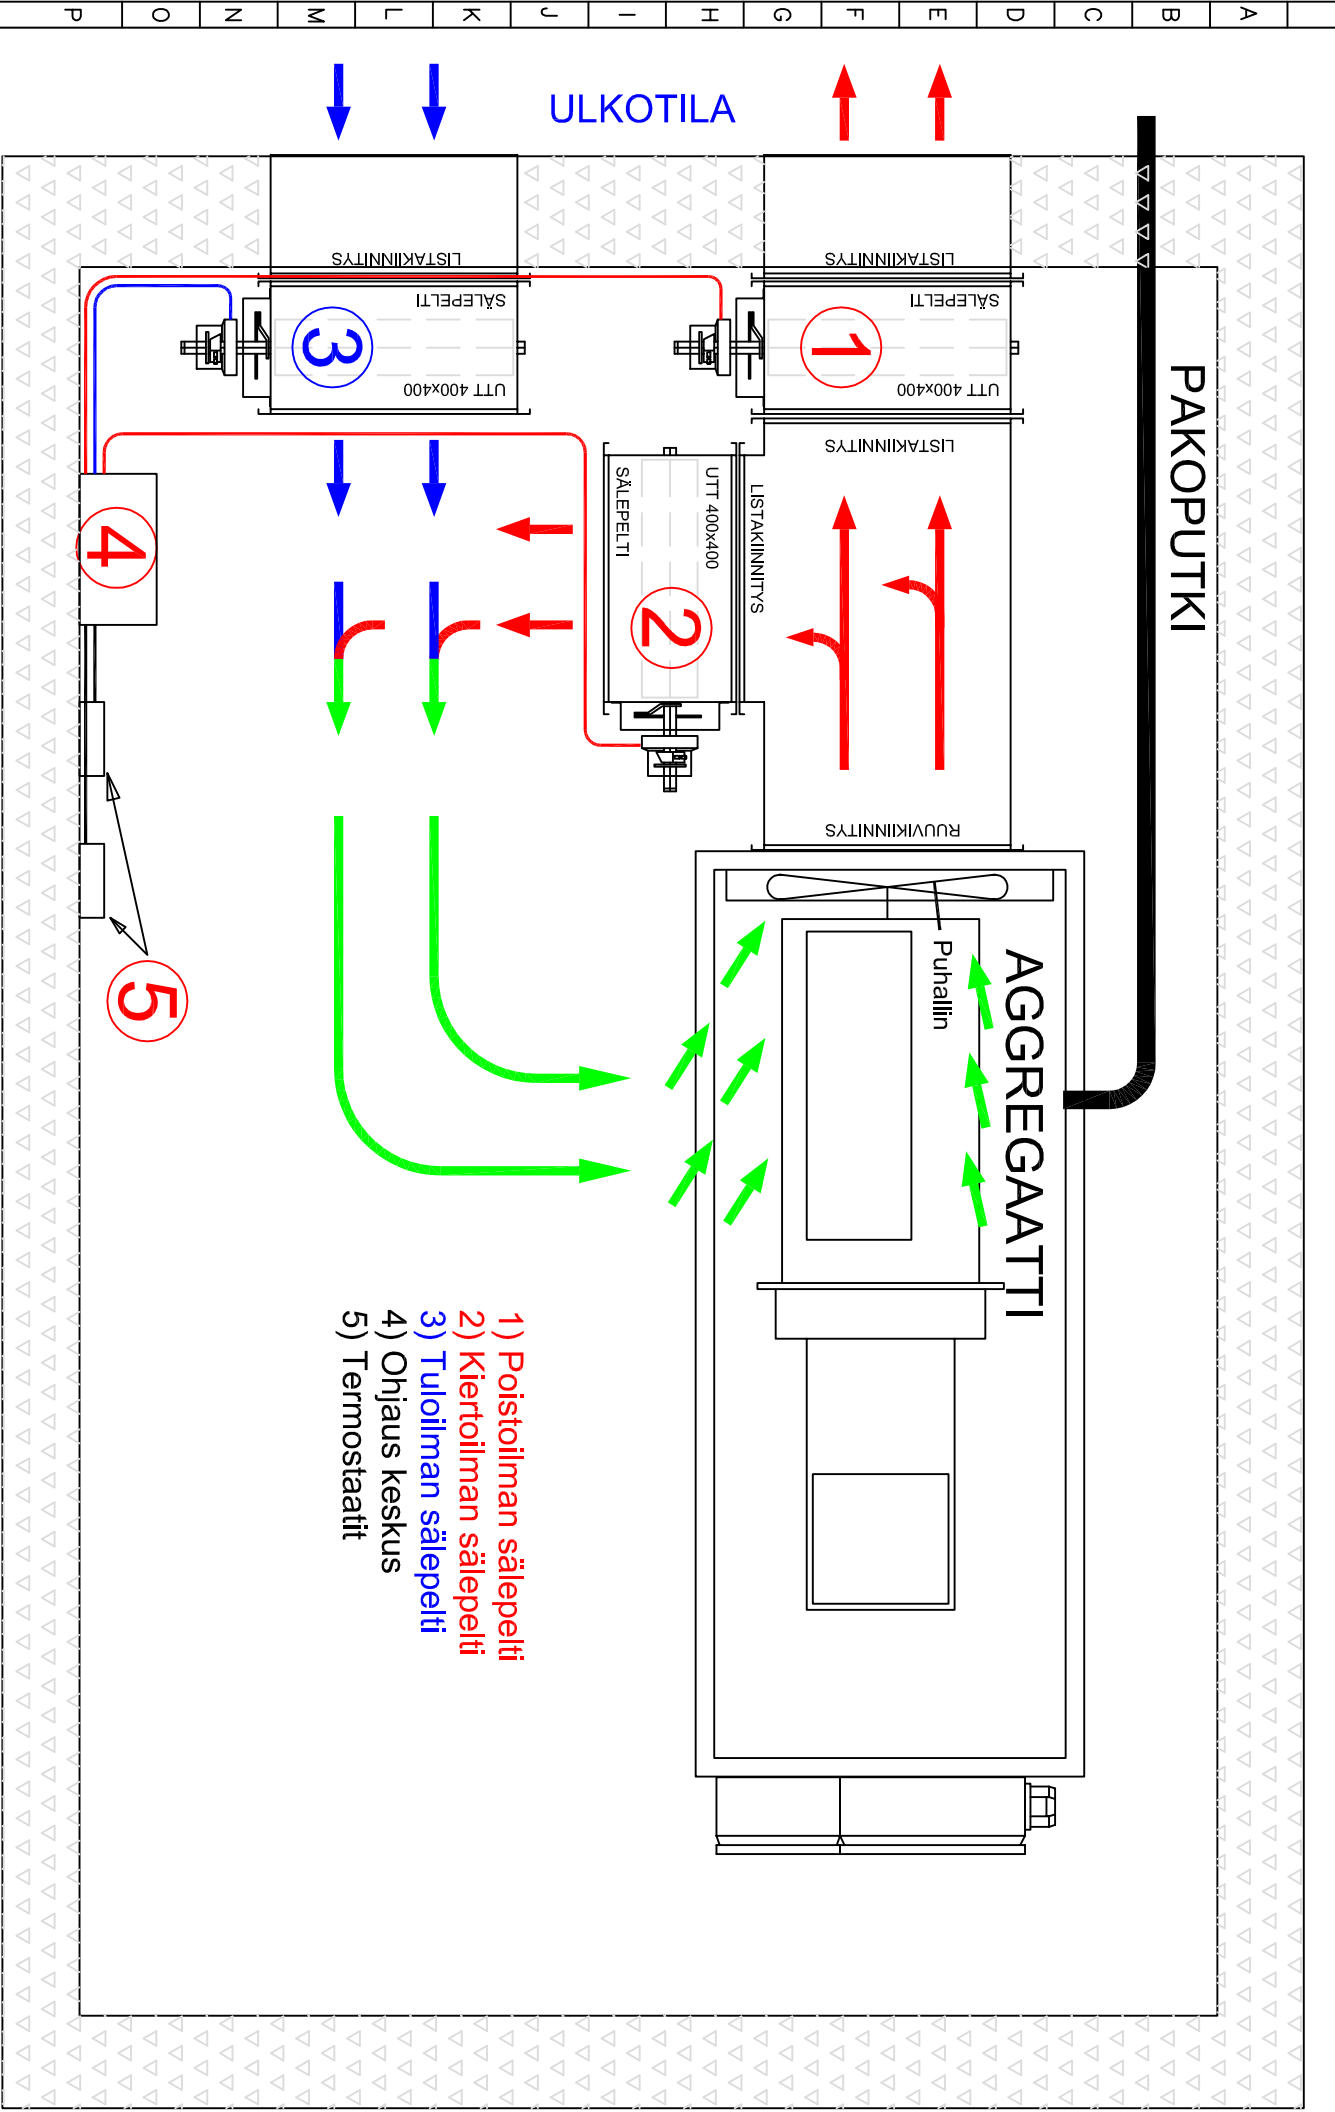 A
B
C
D
E
F
G
H
I
J
K
L
M
N
O
P
ULKOTILA
PAKOPUTKI
LISTAKIINNITYS
SÄLEPELTI
1
UTT 400x400
LISTAKIINNITYS
LISTAKIINNITYS
SÄLEPELTI
3
UTT 400x400
LISTAKIINNITYS
UTT 400x400
SÄLEPELTI
2
RUUVIKIINNITYS
4
5
AGGREGAATTI
Puhallin
1) Poistoilman sälepelti
2) Kiertoilman sälepelti
3) Tuloilman sälepelti
4) Ohjaus keskus
5) Termostaatit